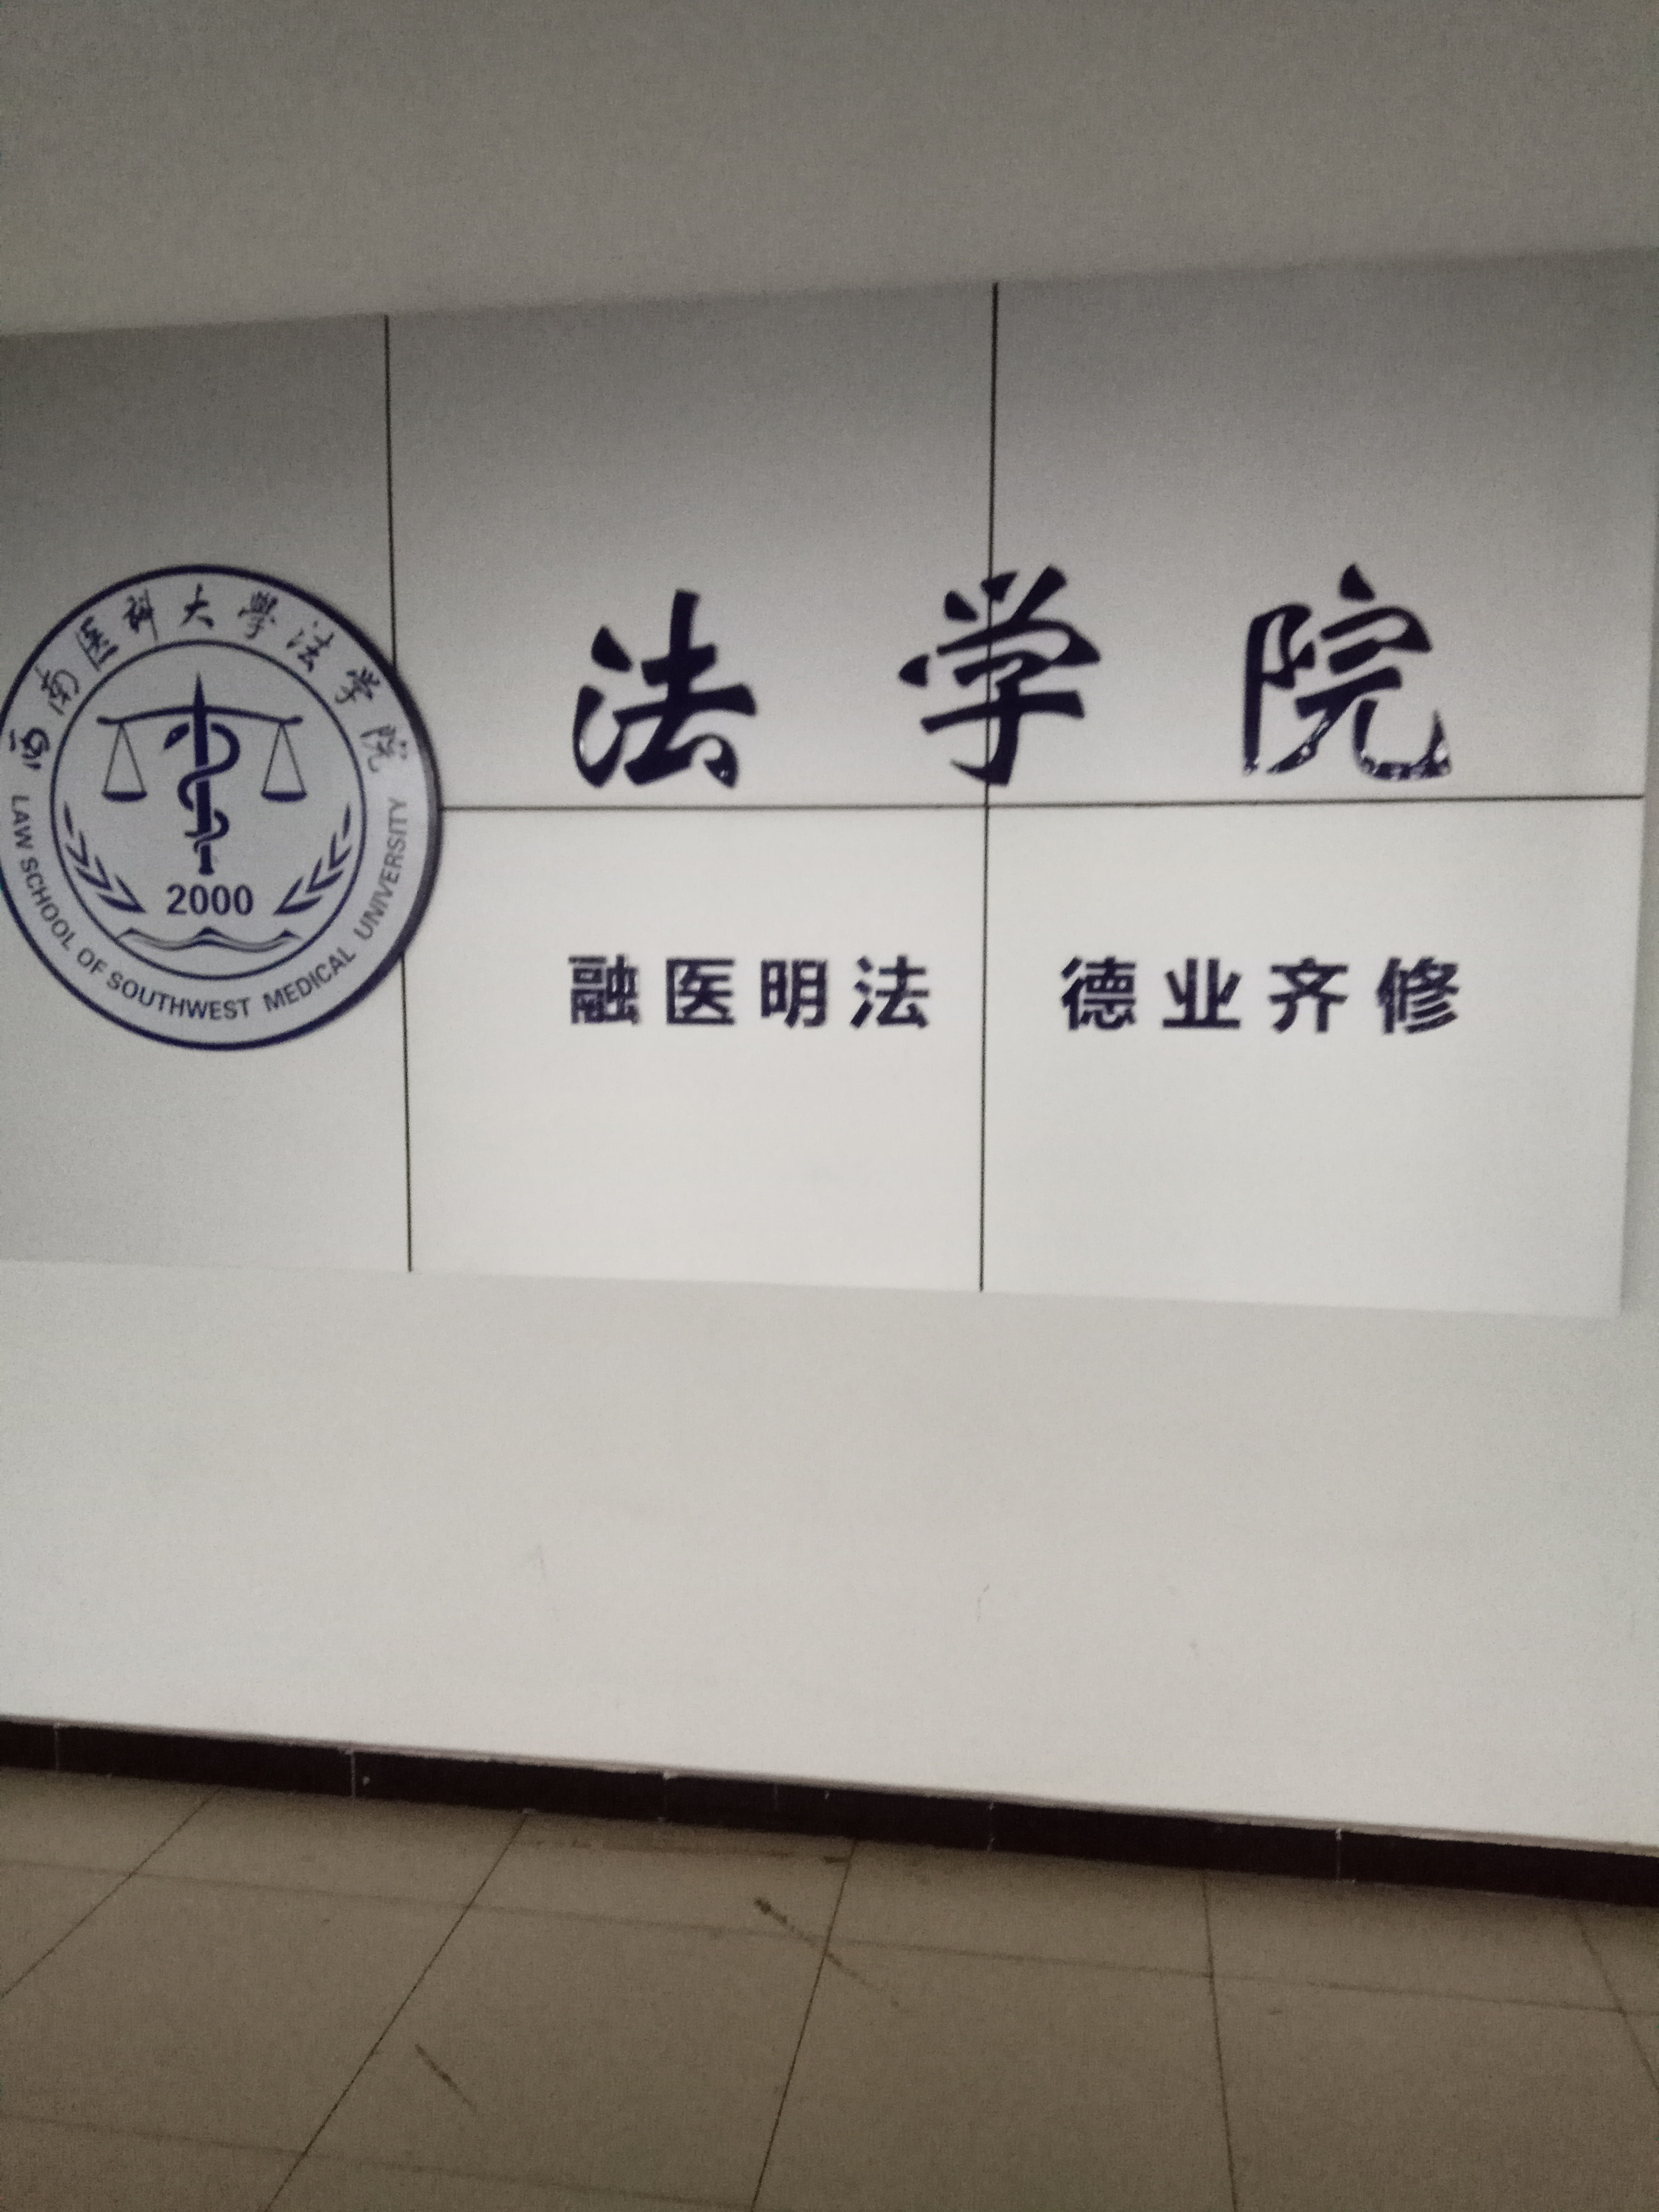 西南医科大學法学院
2000
LAW SCHOOL OF SOUTHWEST MEDICAL UNIVERSITY
法学院
融医明法 德业齐修